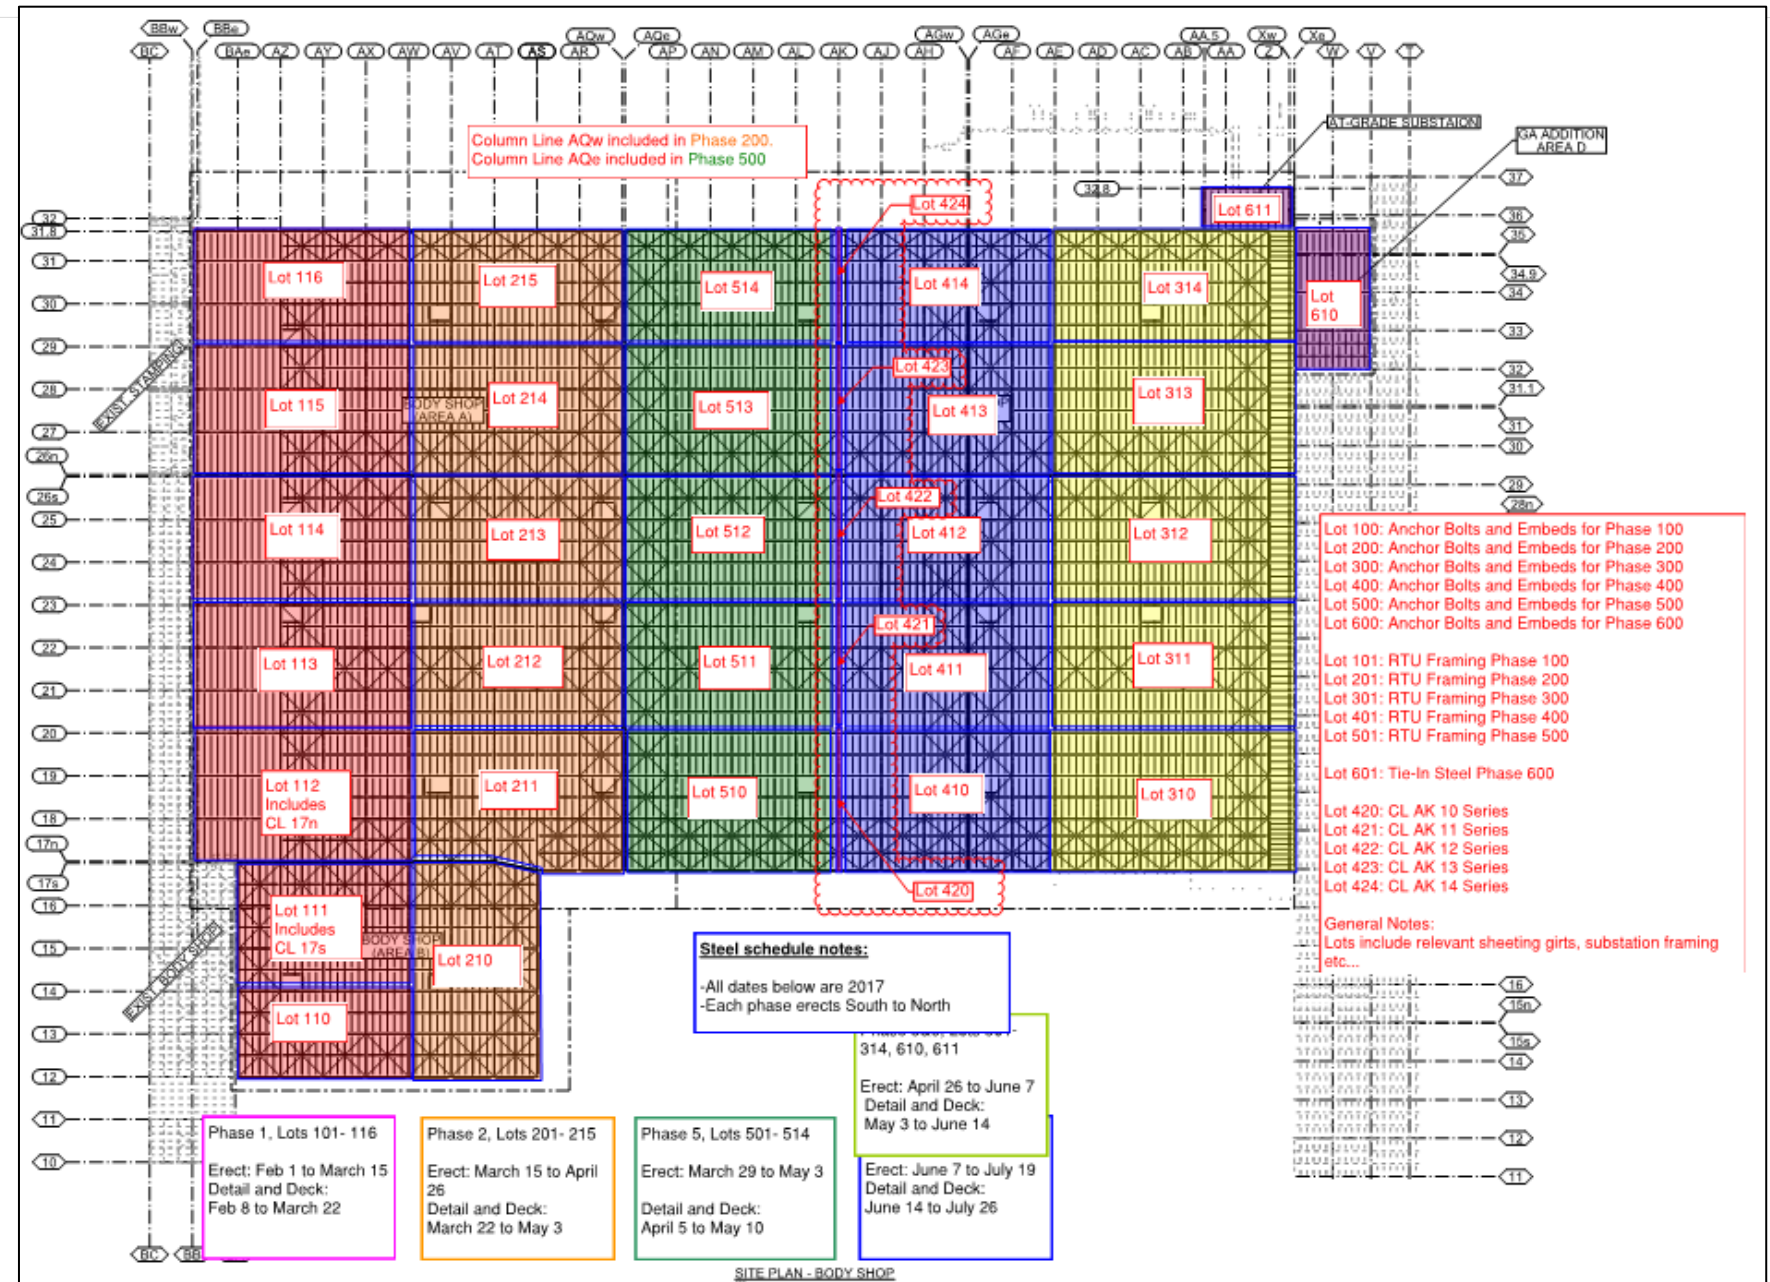 BBw BBe AQw AQe AGw AGe AA.5 Xw Xe
BC BAe AZ AY AX AW AV AT AS AR AP AN AM AL AK AJ AH AF AE AD AC AB AA Z W V T
Column Line AQw included in Phase 200.
Column Line AQe included in Phase 500
AT-GRADE SUBSTAION
GA ADDITION
AREA D
32.8
37
36
35
34.9
34
33
32
31.1
31
30
29
28n
32
31.8
31
30
29
28
27
26n
26s
25
24
23
22
21
20
19
18
17n
17s
16
15
14
13
12
11
10
EXIST. STAMPING
EXIST. BODY SHOP
Lot 424
Lot 611
Lot 116
Lot 215
Lot 514
Lot 414
Lot 314
Lot
610
Lot 423
Lot 115
BODY SHOP
(AREA A)
Lot 214
Lot 513
Lot 413
Lot 313
Lot 422
Lot 114
Lot 213
Lot 512
Lot 412
Lot 312
Lot 421
Lot 113
Lot 212
Lot 511
Lot 411
Lot 311
Lot 112
Includes
CL 17n
Lot 211
Lot 510
Lot 410
Lot 310
Lot 420
Lot 111
Includes
CL 17s
BODY SHOP
(AREA B)
Lot 210
Lot 110
Lot 100: Anchor Bolts and Embeds for Phase 100
Lot 200: Anchor Bolts and Embeds for Phase 200
Lot 300: Anchor Bolts and Embeds for Phase 300
Lot 400: Anchor Bolts and Embeds for Phase 400
Lot 500: Anchor Bolts and Embeds for Phase 500
Lot 600: Anchor Bolts and Embeds for Phase 600
Lot 101: RTU Framing Phase 100
Lot 201: RTU Framing Phase 200
Lot 301: RTU Framing Phase 300
Lot 401: RTU Framing Phase 400
Lot 501: RTU Framing Phase 500
Lot 601: Tie-In Steel Phase 600
Lot 420: CL AK 10 Series
Lot 421: CL AK 11 Series
Lot 422: CL AK 12 Series
Lot 423: CL AK 13 Series
Lot 424: CL AK 14 Series
General Notes:
Lots include relevant sheeting girts, substation framing
etc...
16
15n
15s
14
13
12
11
Steel schedule notes:
-All dates below are 2017
-Each phase erects South to North
314, 610, 611
Erect: April 26 to June 7
Detail and Deck:
May 3 to June 14
Phase 1, Lots 101- 116
Erect: Feb 1 to March 15
Detail and Deck:
Feb 8 to March 22
Phase 2, Lots 201- 215
Erect: March 15 to April
26
Detail and Deck:
March 22 to May 3
Phase 5, Lots 501- 514
Erect: March 29 to May 3
Detail and Deck:
April 5 to May 10
Erect: June 7 to July 19
Detail and Deck:
June 14 to July 26
BC
SITE PLAN - BODY SHOP